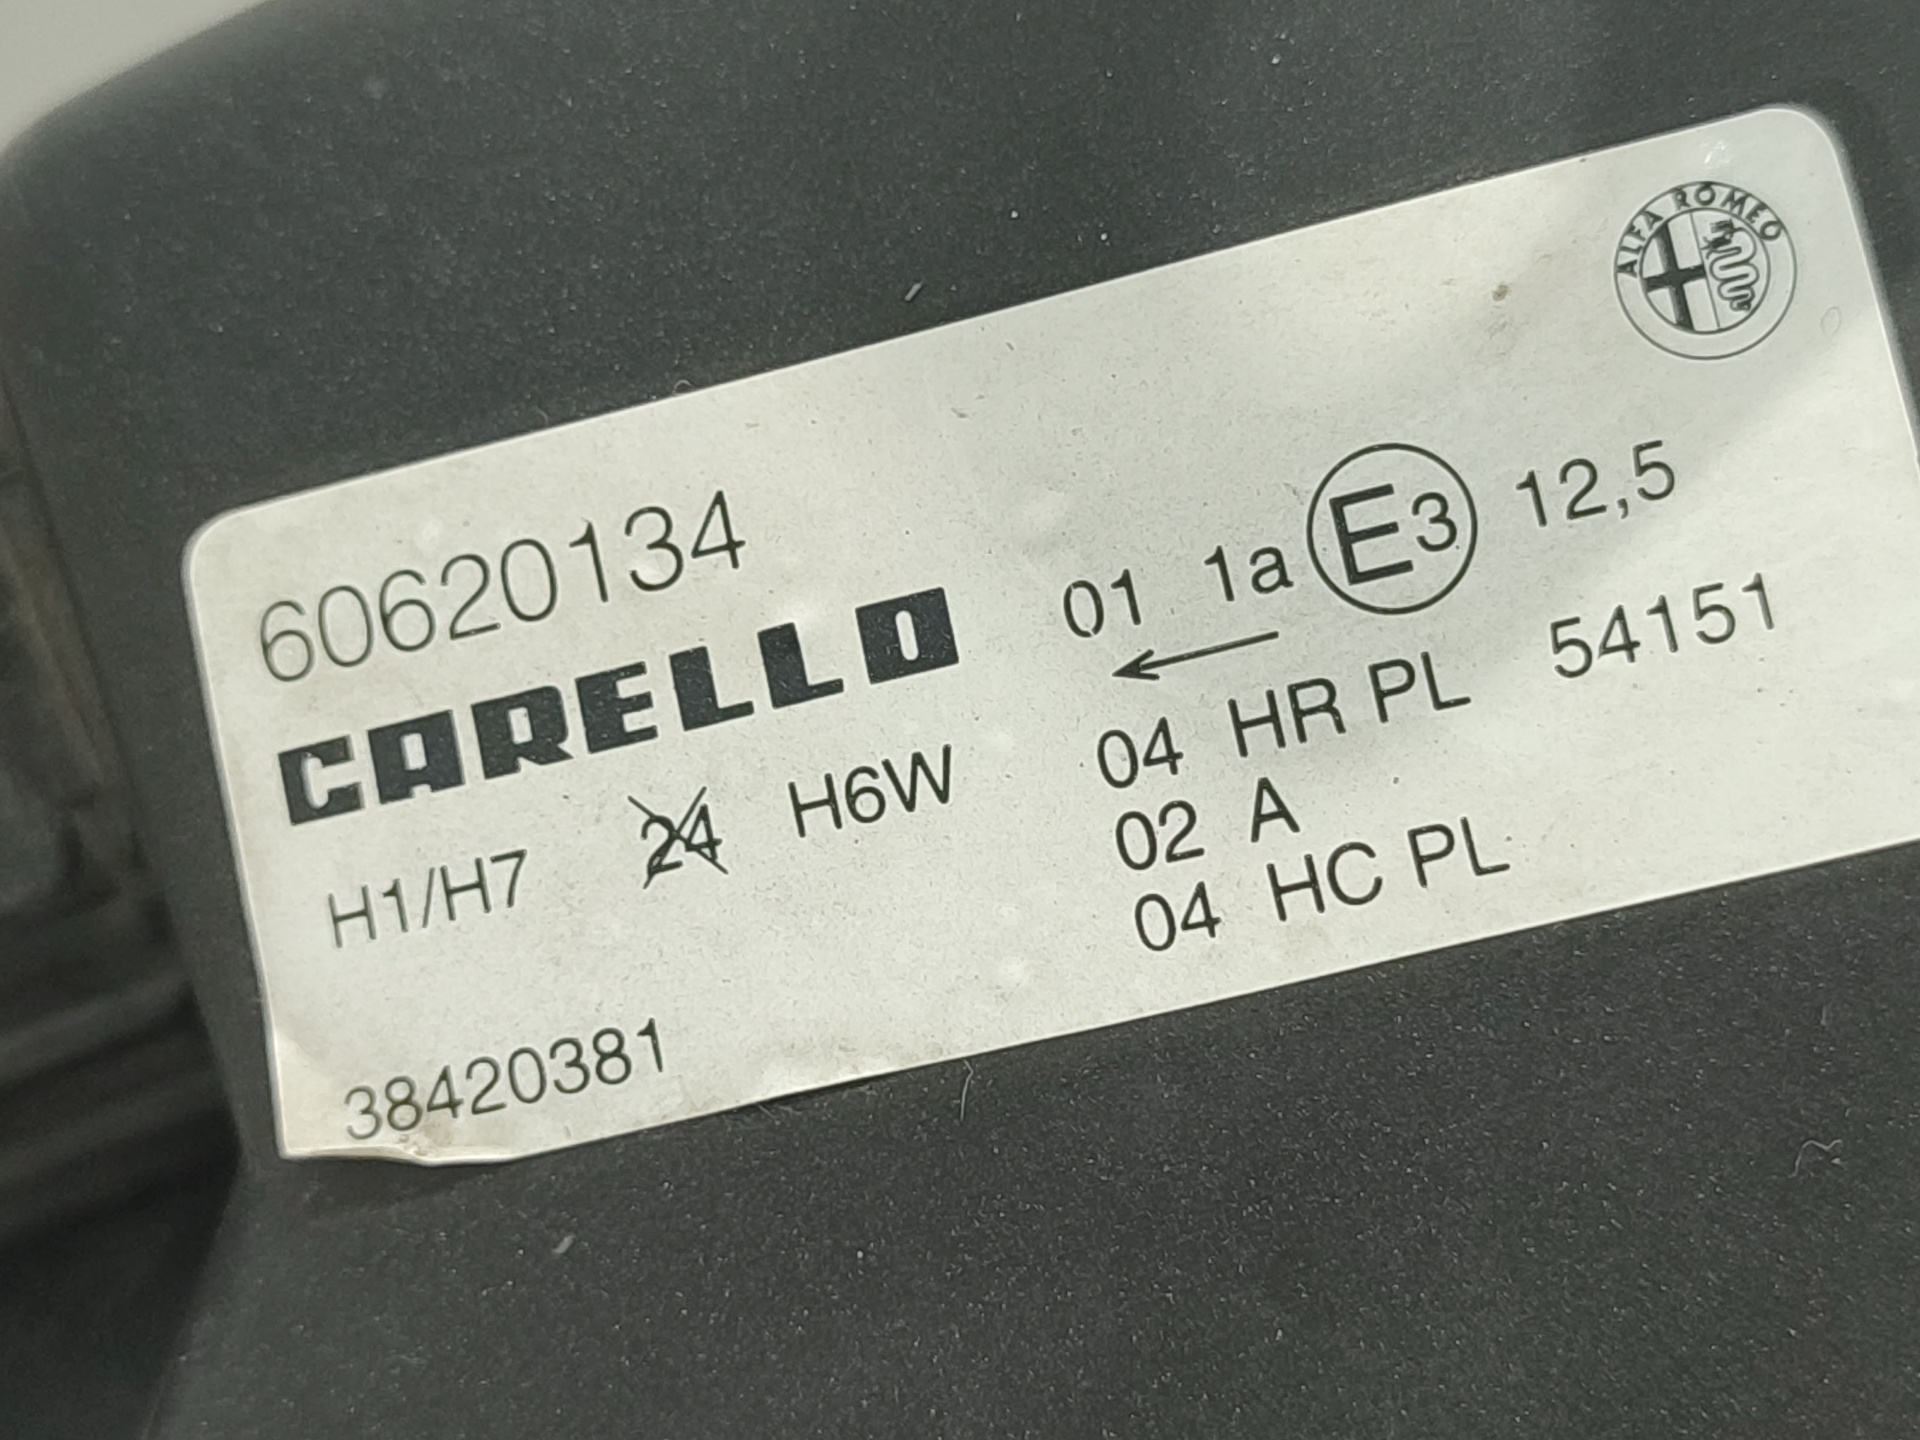 ALFA ROMEO
60620134
CARELLO
H1/H7 24 H6W
38420381
01 1a E3 12,5
04 HR PL 54151
02 A
04 HC PL